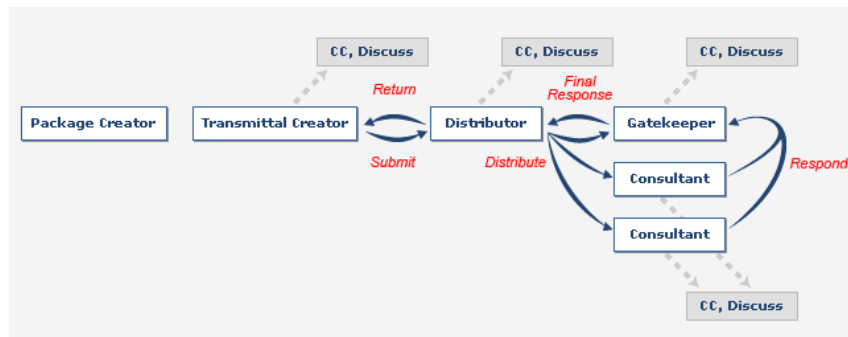 CC, Discuss
CC, Discuss
CC, Discuss
Return
Final
Response
Package Creator
Transmittal Creator
Distributor
Gatekeeper
Submit
Distribute
Respond
Consultant
Consultant
CC, Discuss